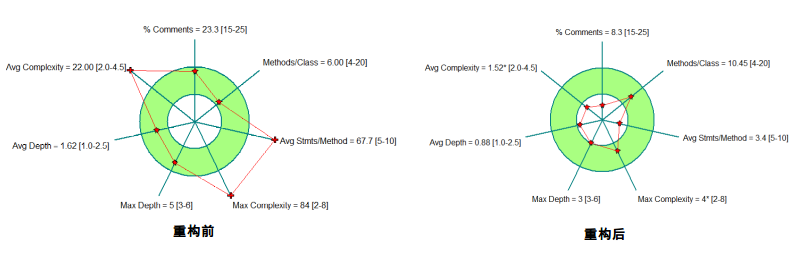 % Comments = 23.3 [15-25]
Methods/Class = 6.00 [4-20]
Avg Complexity = 22.00 [2.0-4.5]
Avg Stmts/Method = 67.7 [5-10]
Avg Depth = 1.62 [1.0-2.5]
Max Depth = 5 [3-6]
Max Complexity = 84 [2-8]
重构前
% Comments = 8.3 [15-25]
Methods/Class = 10.45 [4-20]
Avg Complexity = 1.52* [2.0-4.5]
Avg Stmts/Method = 3.4 [5-10]
Avg Depth = 0.88 [1.0-2.5]
Max Depth = 3 [3-6]
Max Complexity = 4* [2-8]
重构后